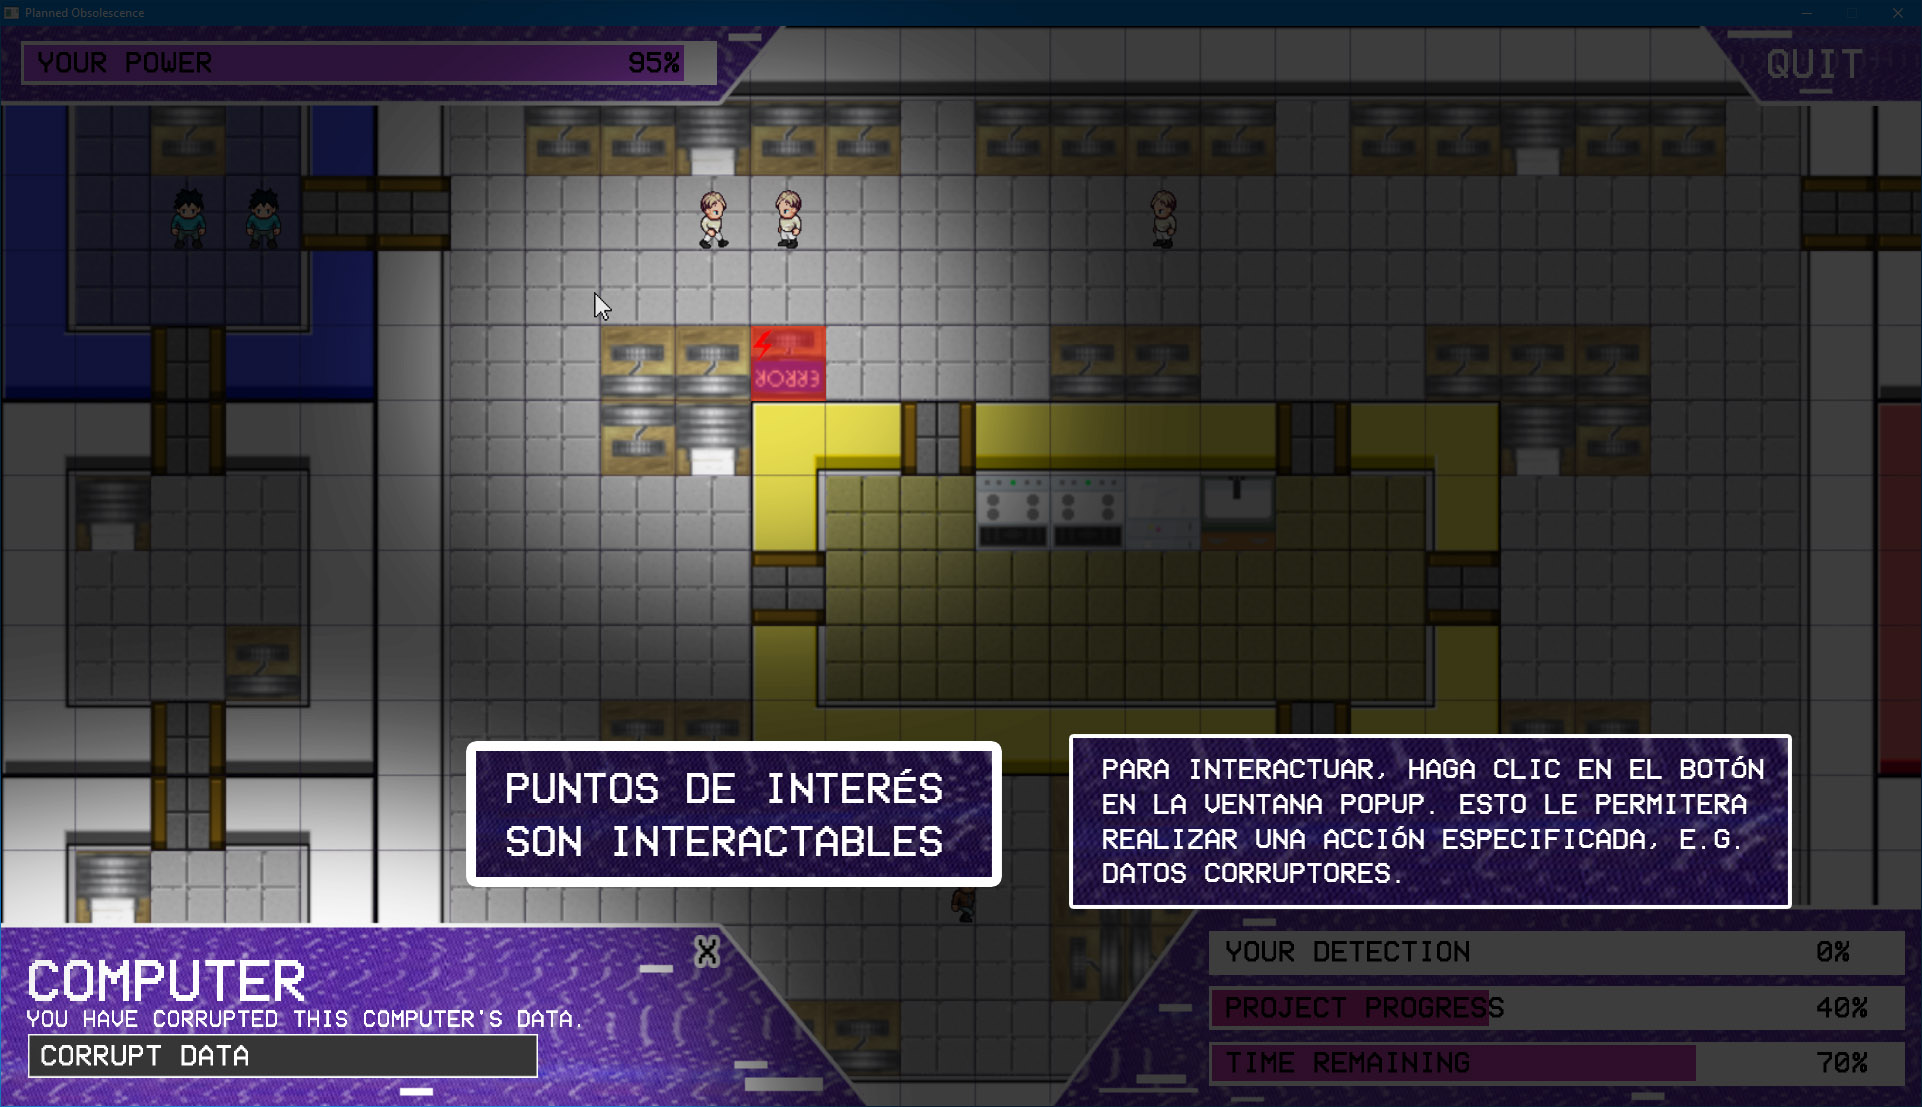 Planned Obsolescence
YOUR POWER 95%
QUIT
ERROR
PUNTOS DE INTERÉS
SON INTERACTABLES
PARA INTERACTUAR, HAGA CLIC EN EL BOTÓN
EN LA VENTANA POPUP. ESTO LE PERMITERA
REALIZAR UNA ACCIÓN ESPECIFICADA, E.G.
DATOS CORRUPTORES.
X
COMPUTER
YOU HAVE CORRUPTED THIS COMPUTER'S DATA.
CORRUPT DATA
YOUR DETECTION 0%
PROJECT PROGRESS 40%
TIME REMAINING 70%